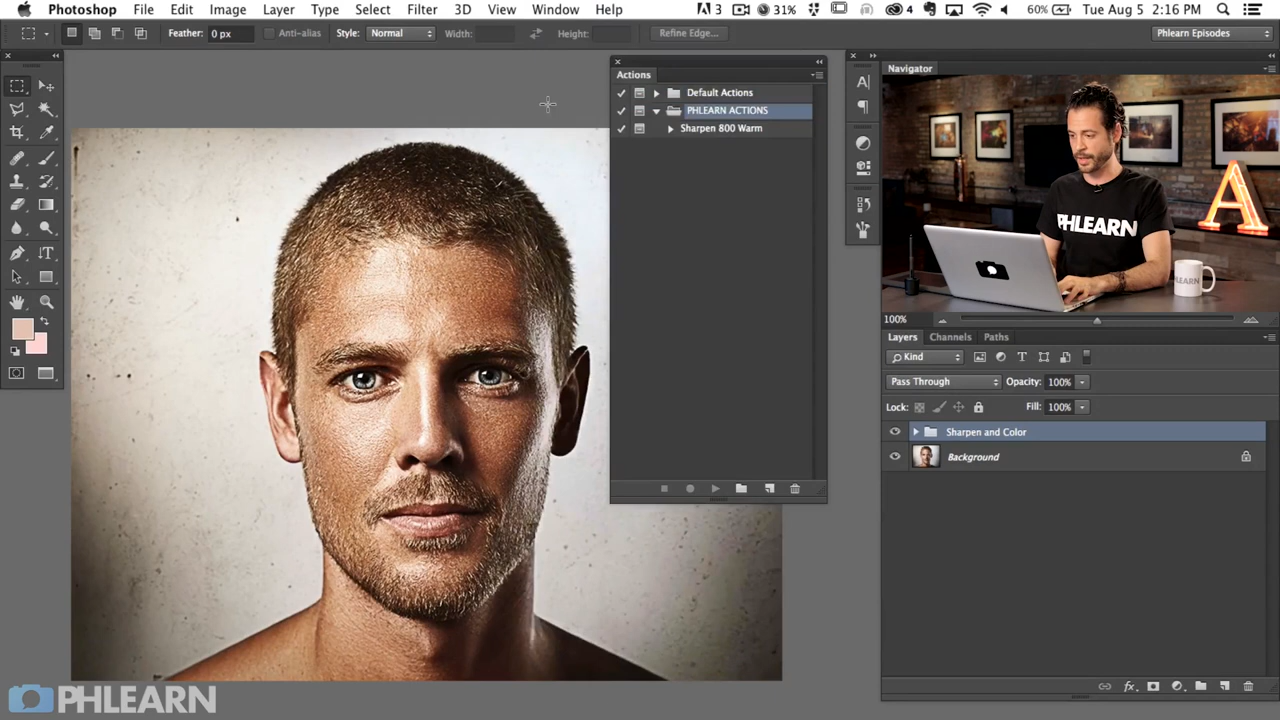 Photoshop File Edit Image Layer Type Select Filter 3D View Window Help 3 31% 4 60% Tue Aug 5 2:16 PM
Feather: 0 px Anti-alias Style: Normal Width: Height: Refine Edge... Phlearn Episodes
Actions
Default Actions
PHLEARN ACTIONS
Sharpen 800 Warm
Navigator
PHLEARN
A
100%
Layers Channels Paths
Kind
Pass Through Opacity: 100%
Lock: Fill: 100%
Sharpen and Color
Background
PHLEARN